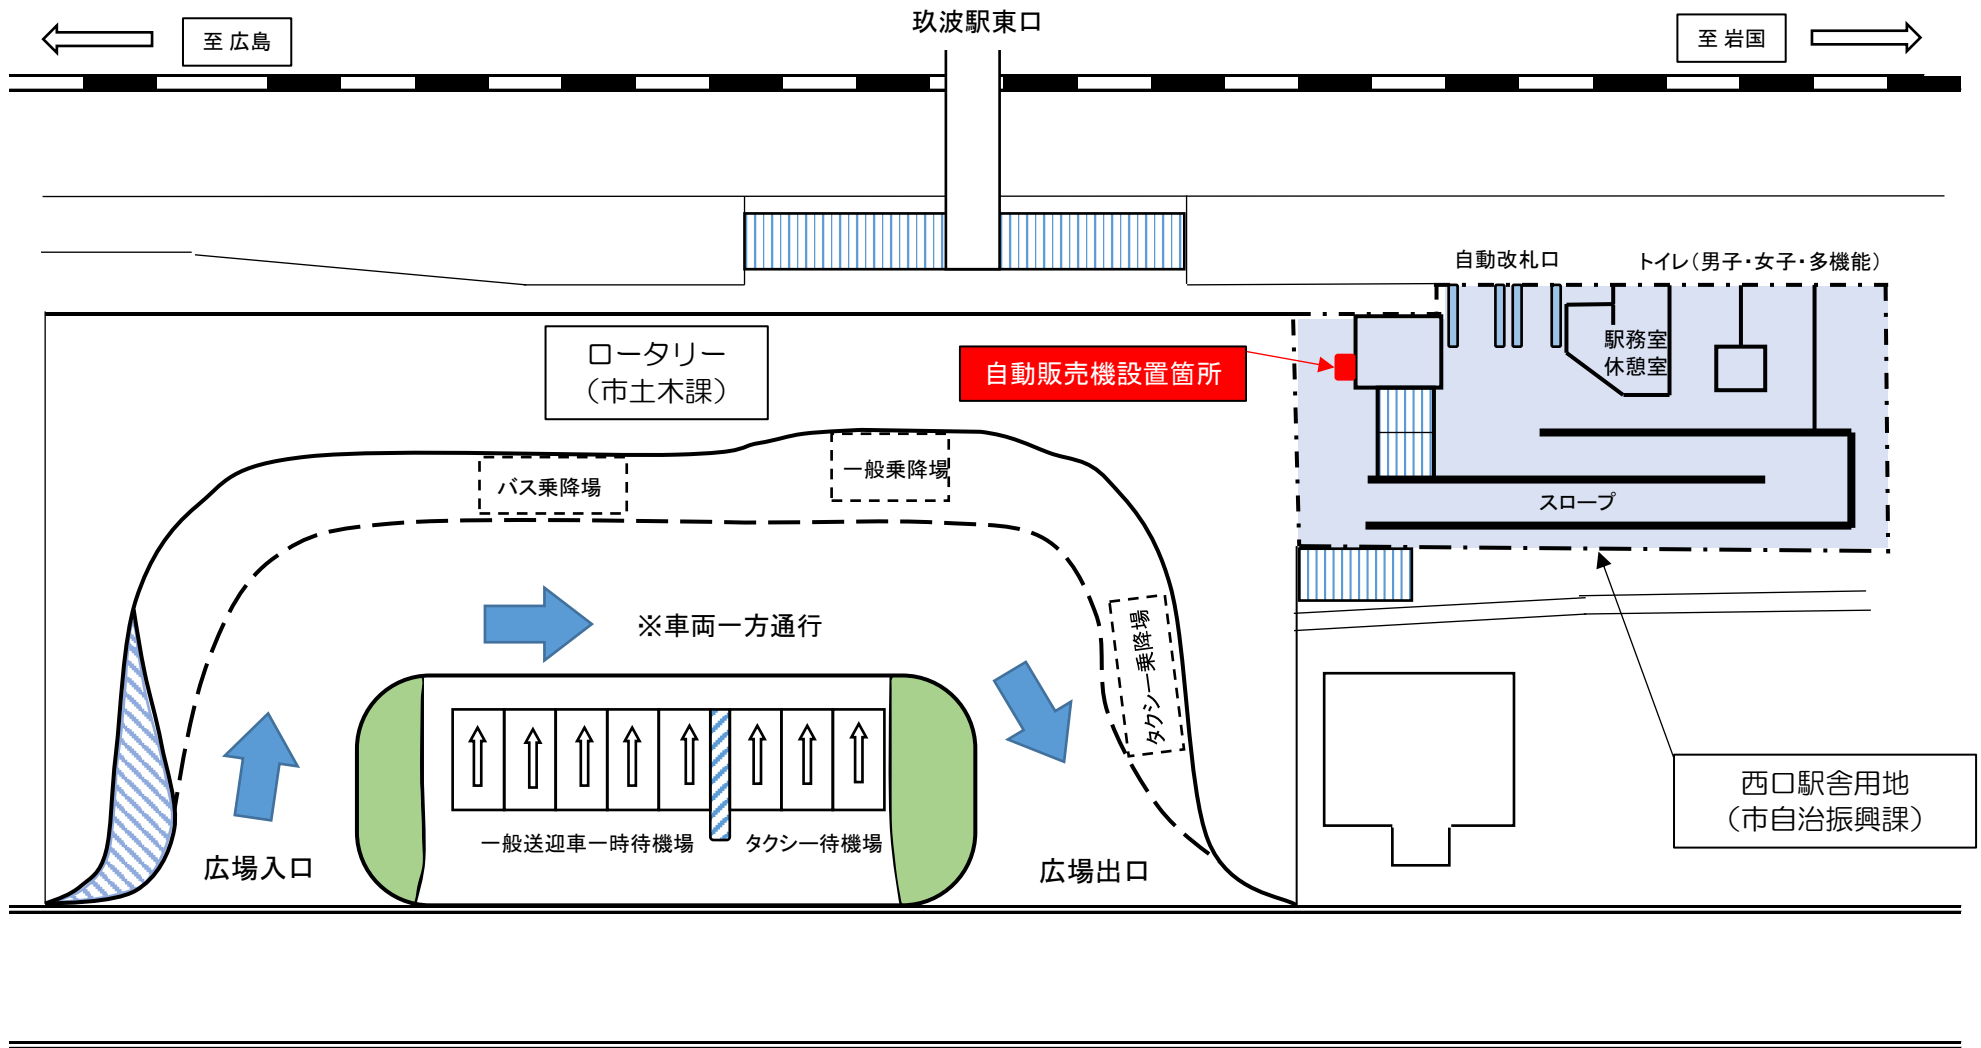 玖波駅東口
至 広島
至 岩国
自動改札口
トイレ（男子・女子・多機能）
駅務室
休憩室
ロータリー
（市土木課）
自動販売機設置箇所
一般乗降場
バス乗降場
スロープ
※車両一方通行
タクシー乗降場
西口駅舎用地
（市自治振興課）
一般送迎車一時待機場
タクシー待機場
広場入口
広場出口